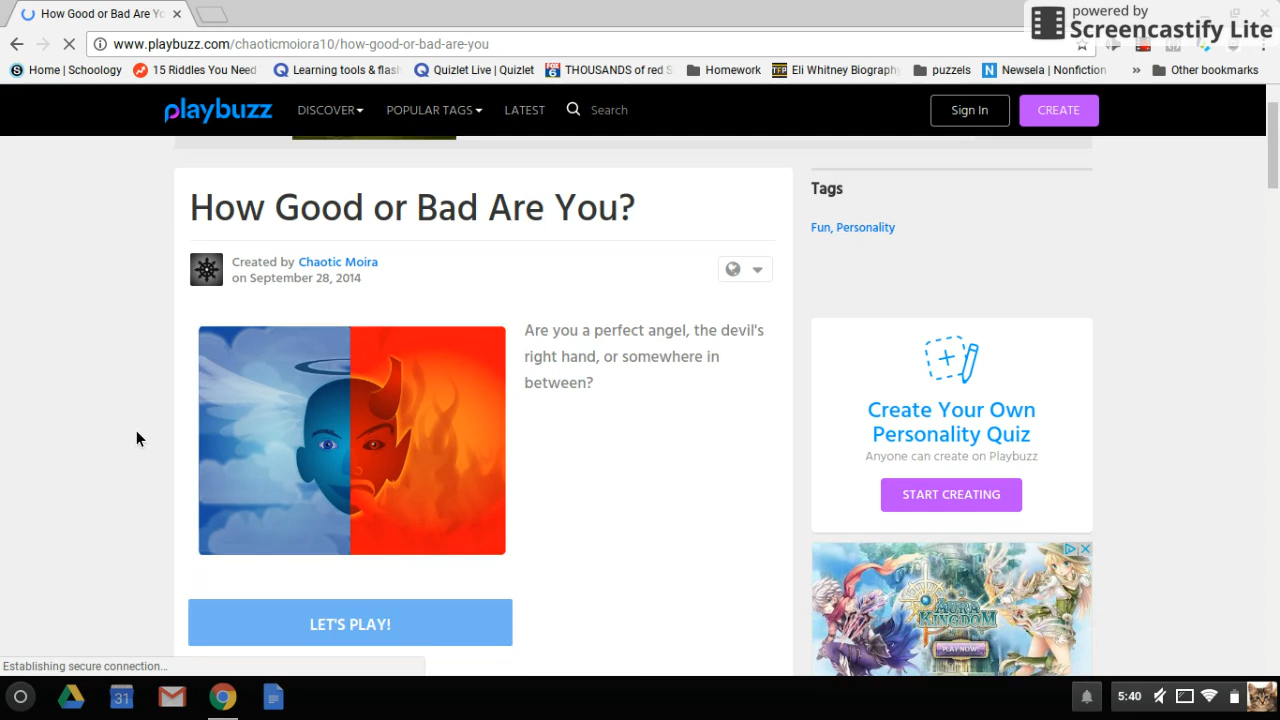 How Good or Bad Are Yo
powered by
Screencastify Lite
www.playbuzz.com/chaoticmoiora10/how-good-or-bad-are-you
Home | Schoology
15 Riddles You Need
Learning tools & flash
Quizlet Live | Quizlet
THOUSANDS of red S
Homework
Eli Whitney Biography
puzzels
Newsela | Nonfiction
»
Other bookmarks
playbuzz
DISCOVER
POPULAR TAGS
LATEST
Search
Sign In
CREATE
How Good or Bad Are You?
Created by Chaotic Moira
on September 28, 2014
Are you a perfect angel, the devil's
right hand, or somewhere in
between?
LET'S PLAY!
Tags
Fun, Personality
Create Your Own
Personality Quiz
Anyone can create on Playbuzz
START CREATING
AURA
KINGDOM
PLAY NOW!
Establishing secure connection...
31
5:40